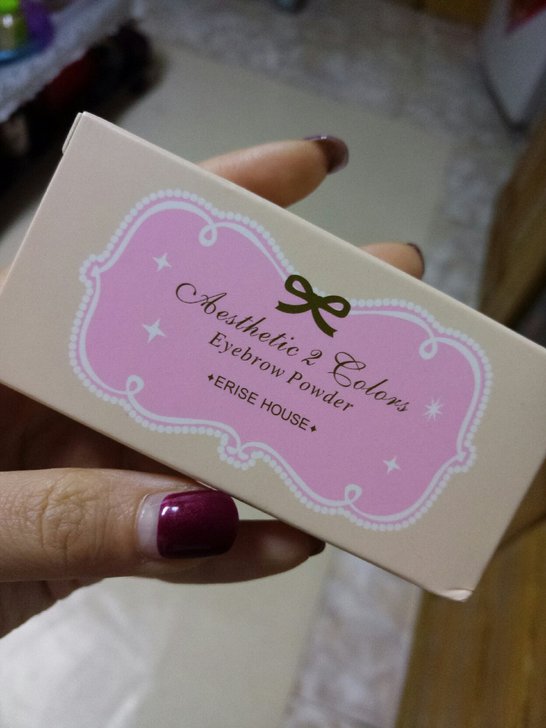 Aesthetic 2 Colors
Eyebrow Powder
ERISE HOUSE